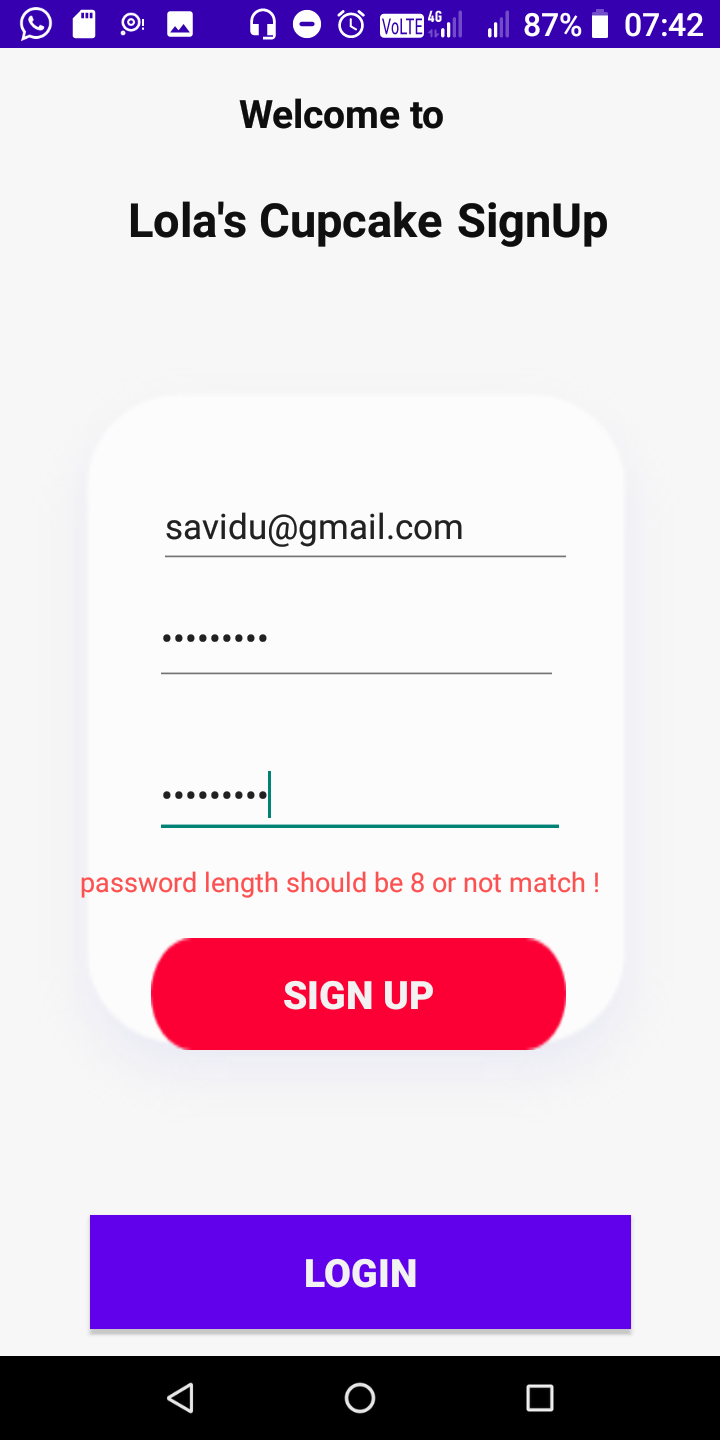 VoLTE 4G 87% 07:42
Welcome to
Lola's Cupcake SignUp
savidu@gmail.com
•••••••••
•••••••••
password length should be 8 or not match !
SIGN UP
LOGIN